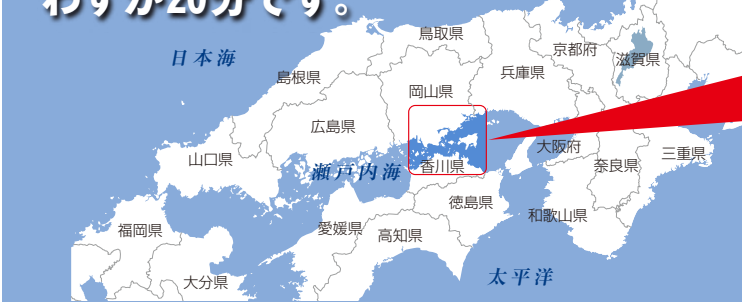 わずか20分です。
日本海
鳥取県
京都府
滋賀県
島根県
兵庫県
岡山県
広島県
山口県
大阪府
三重県
瀬戸内海
香川県
奈良県
徳島県
和歌山県
福岡県
愛媛県
高知県
大分県
太平洋